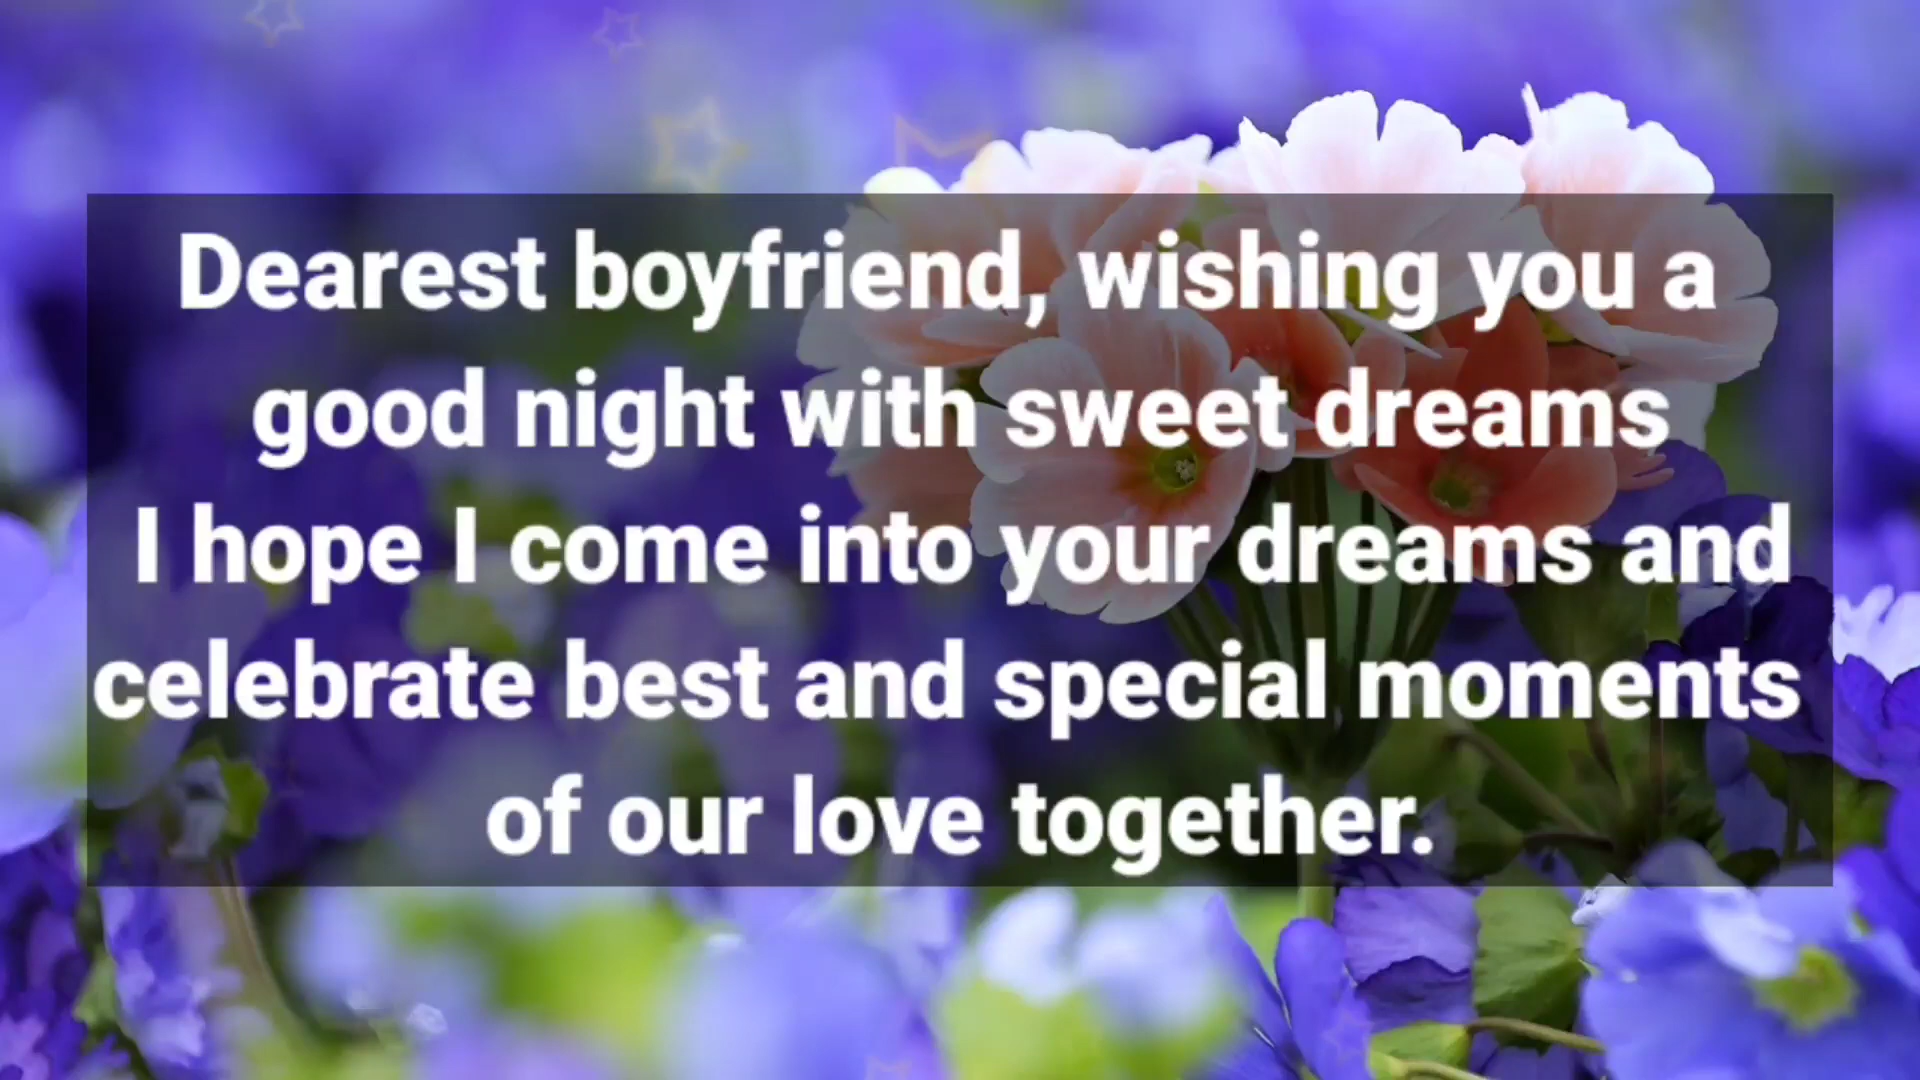 Dearest boyfriend, wishing you a
good night with sweet dreams
I hope I come into your dreams and
celebrate best and special moments
of our love together.